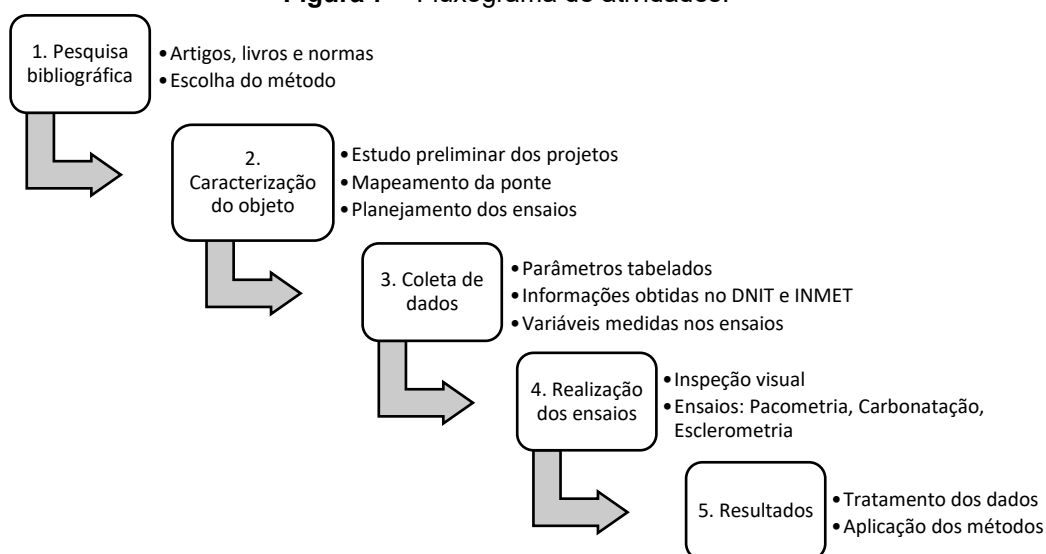 Fluxograma de atividades.
1. Pesquisa
bibliográfica
•Artigos, livros e normas
•Escolha do método
2.
Caracterização
do objeto
•Estudo preliminar dos projetos
•Mapeamento da ponte
•Planejamento dos ensaios
3. Coleta de
dados
•Parâmetros tabelados
•Informações obtidas no DNIT e INMET
•Variáveis medidas nos ensaios
4. Realização
dos ensaios
•Inspeção visual
•Ensaios: Pacometria, Carbonatação,
Esclerometria
5. Resultados
•Tratamento dos dados
•Aplicação dos métodos